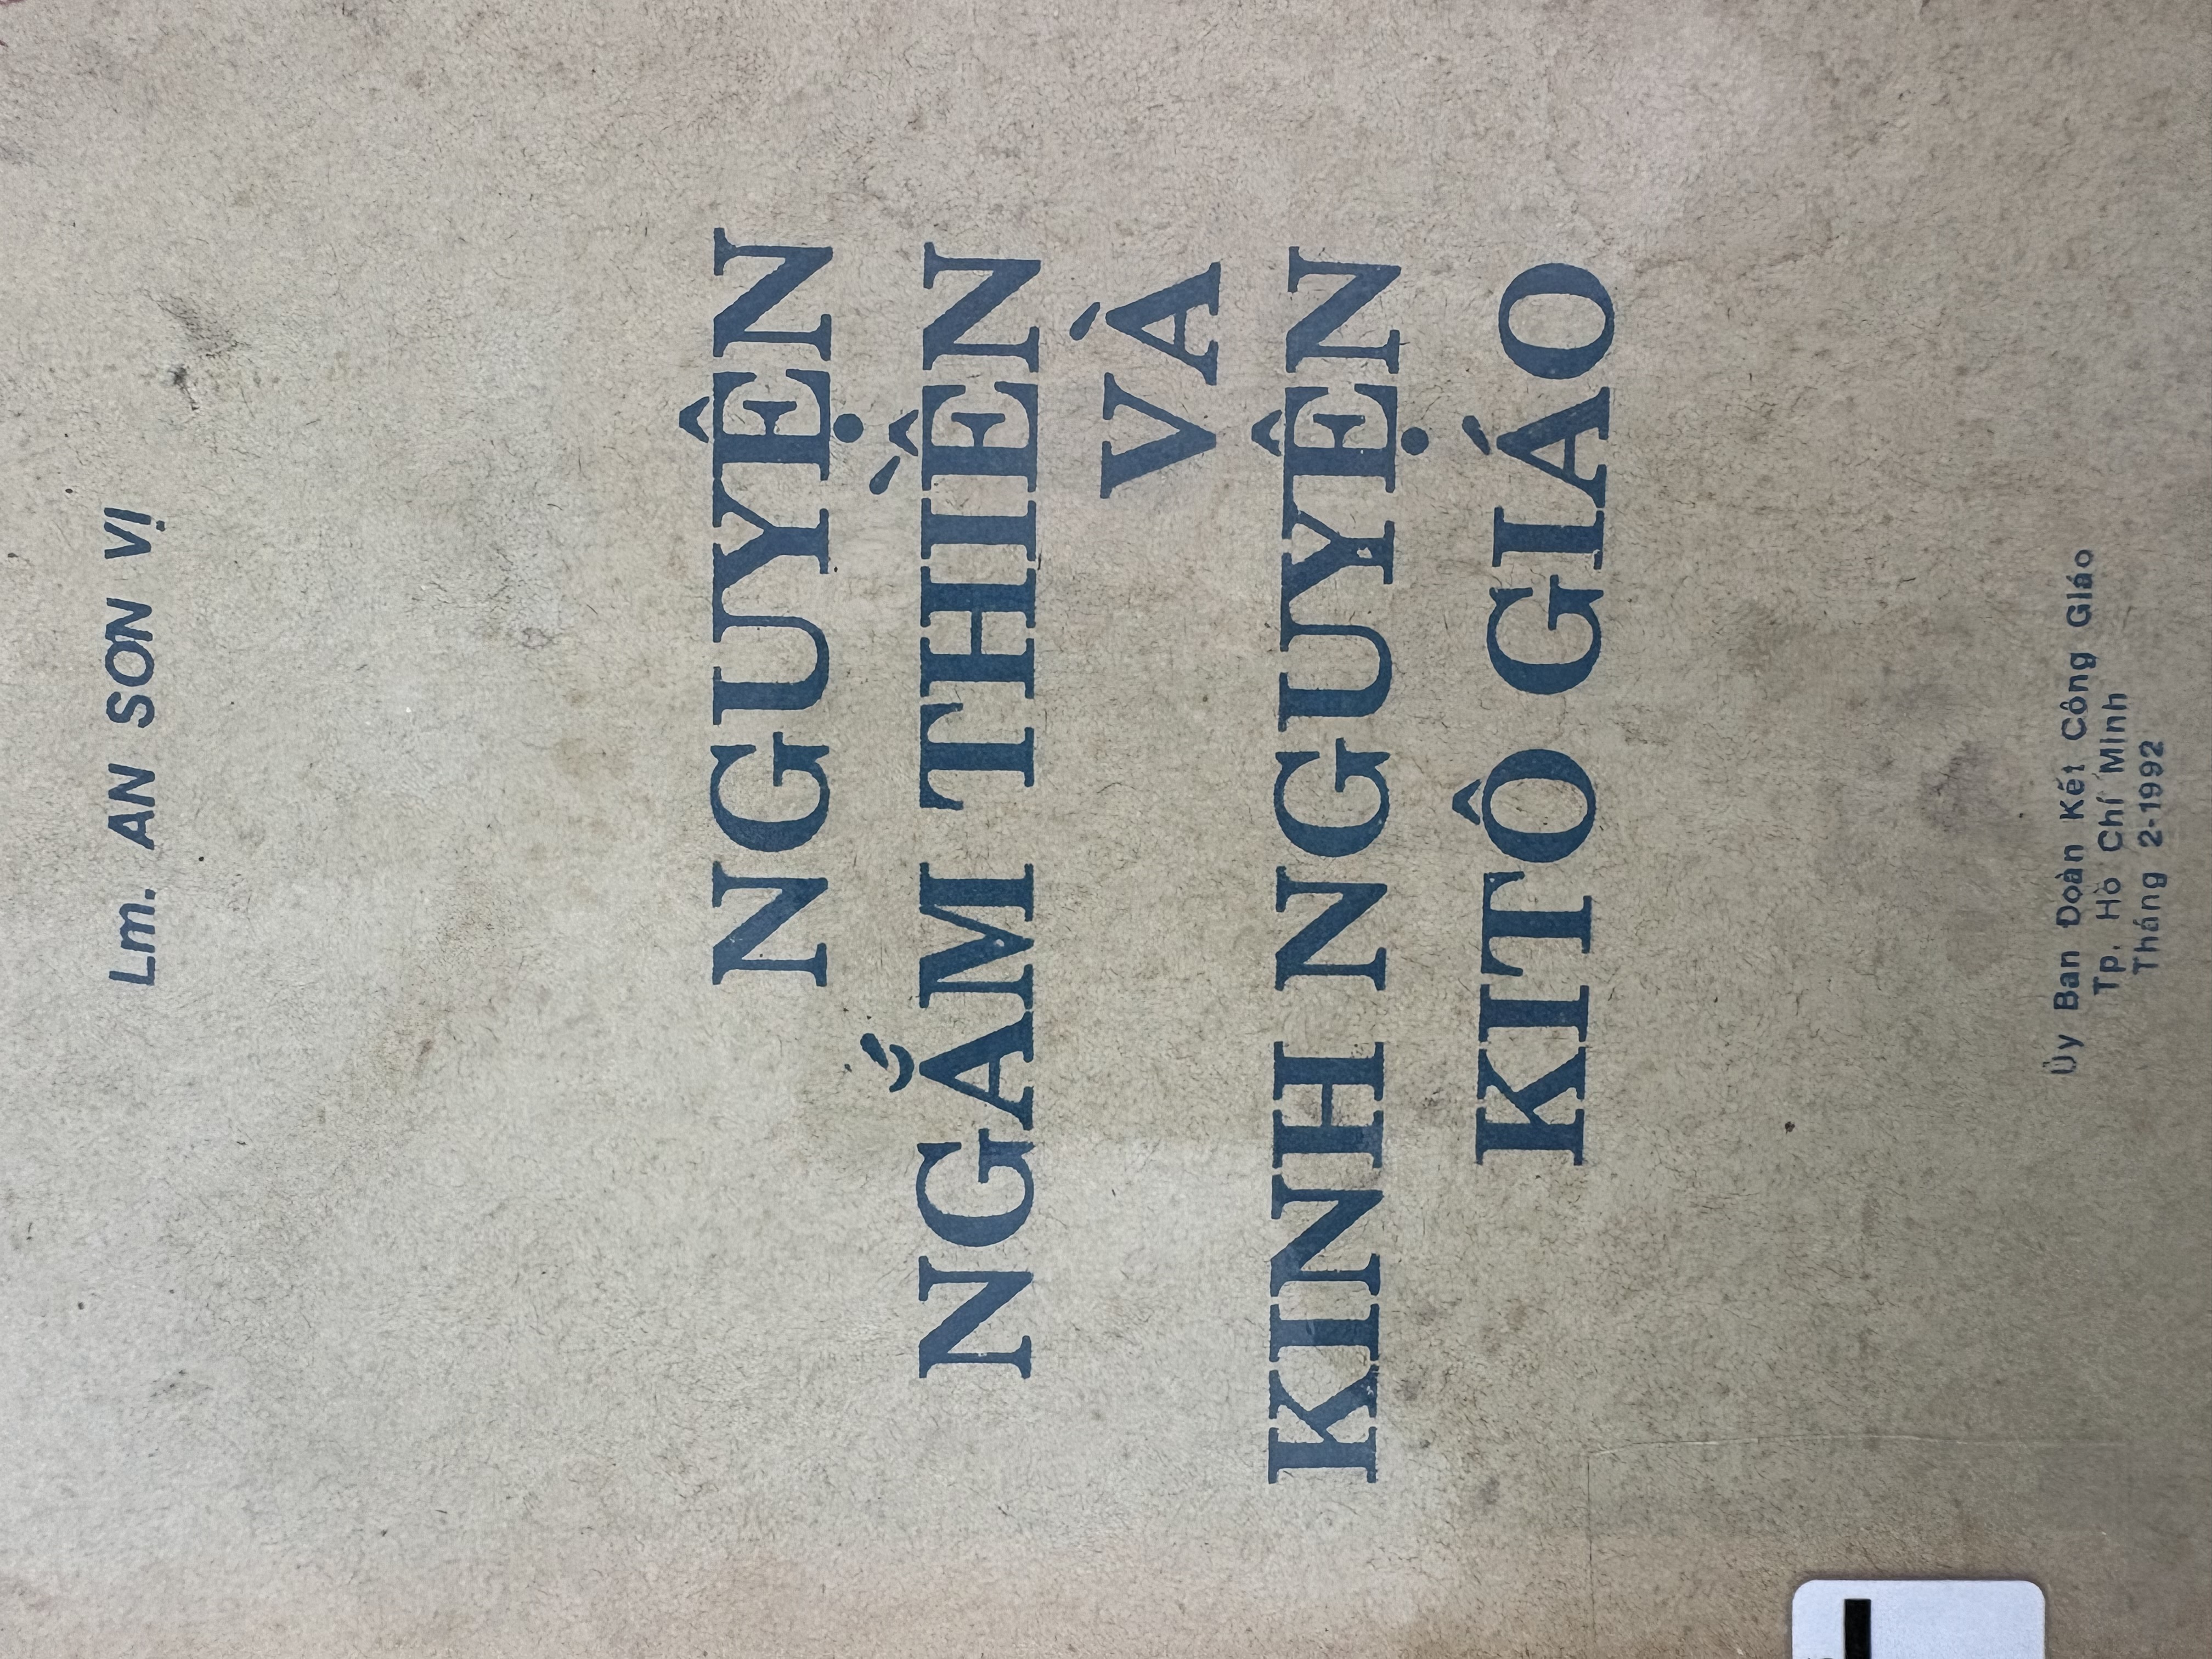 Lm. AN SƠN VỊ
NGUYỆN
NGẮM THIỀN
VÀ
KINH NGUYỆN
KITÔ GIÁO
Ủy Ban Đoàn Kết Công Giáo
Tp. Hồ Chí Minh
Tháng 2-1992